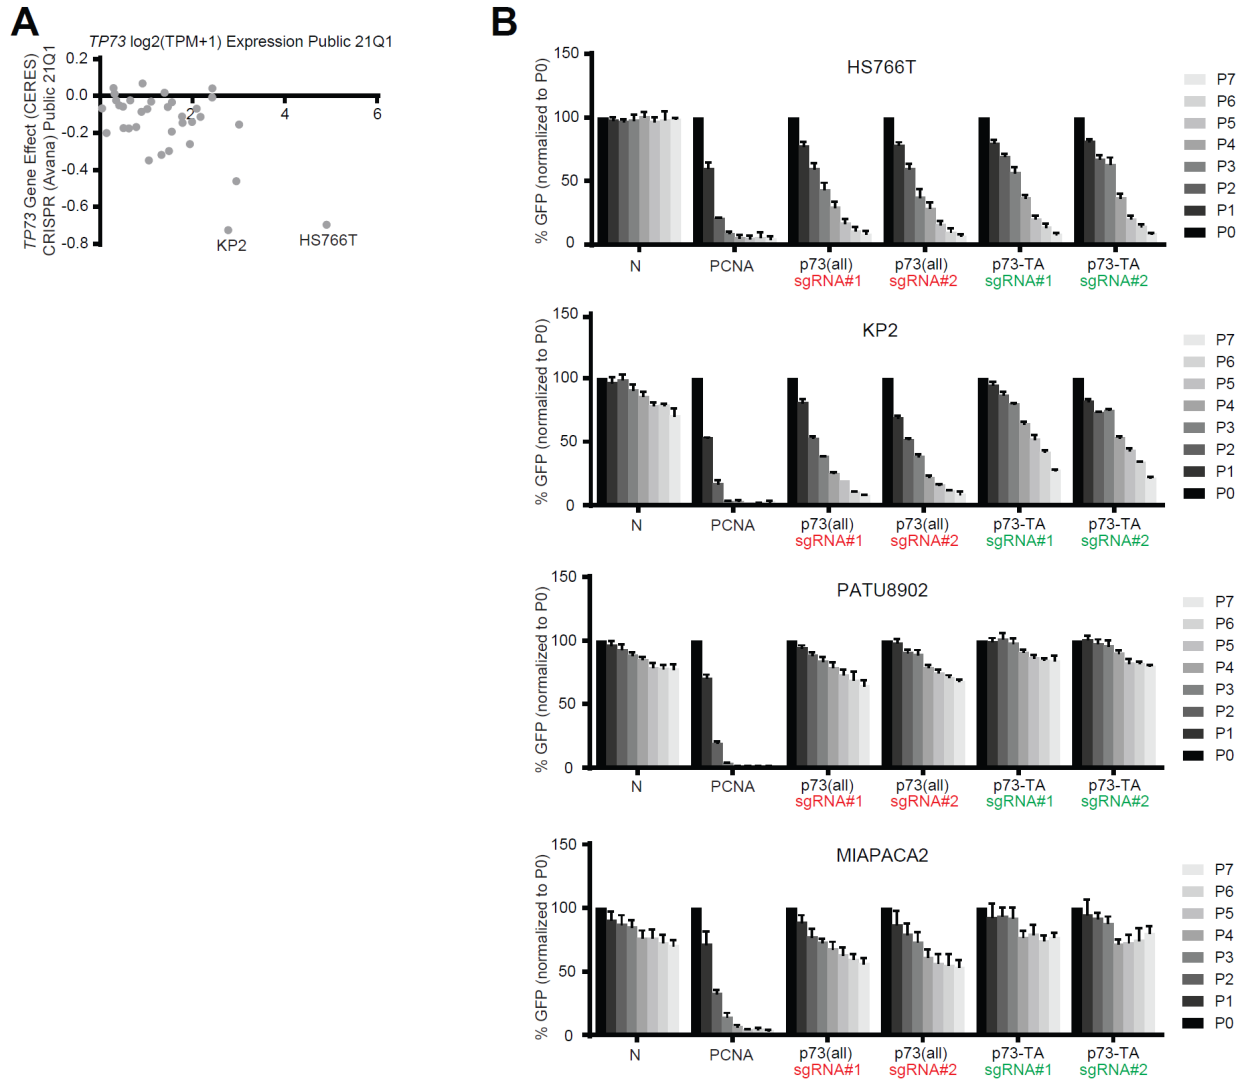 A
TP73 log2(TPM+1) Expression Public 21Q1
TP73 Gene Effect (CERES)
CRISPR (Avana) Public 21Q1
0.2
0.0
-0.2
-0.4
-0.6
-0.8
2
4
6
KP2
HS766T
B
HS766T
% GFP (normalized to P0)
150
100
50
0
N
PCNA
p73(all)
sgRNA#1
p73(all)
sgRNA#2
p73-TA
sgRNA#1
p73-TA
sgRNA#2
P7
P6
P5
P4
P3
P2
P1
P0
KP2
% GFP (normalized to P0)
150
100
50
0
N
PCNA
p73(all)
sgRNA#1
p73(all)
sgRNA#2
p73-TA
sgRNA#1
p73-TA
sgRNA#2
P7
P6
P5
P4
P3
P2
P1
P0
PATU8902
% GFP (normalized to P0)
150
100
50
0
N
PCNA
p73(all)
sgRNA#1
p73(all)
sgRNA#2
p73-TA
sgRNA#1
p73-TA
sgRNA#2
P7
P6
P5
P4
P3
P2
P1
P0
MIAPACA2
% GFP (normalized to P0)
150
100
50
0
N
PCNA
p73(all)
sgRNA#1
p73(all)
sgRNA#2
p73-TA
sgRNA#1
p73-TA
sgRNA#2
P7
P6
P5
P4
P3
P2
P1
P0